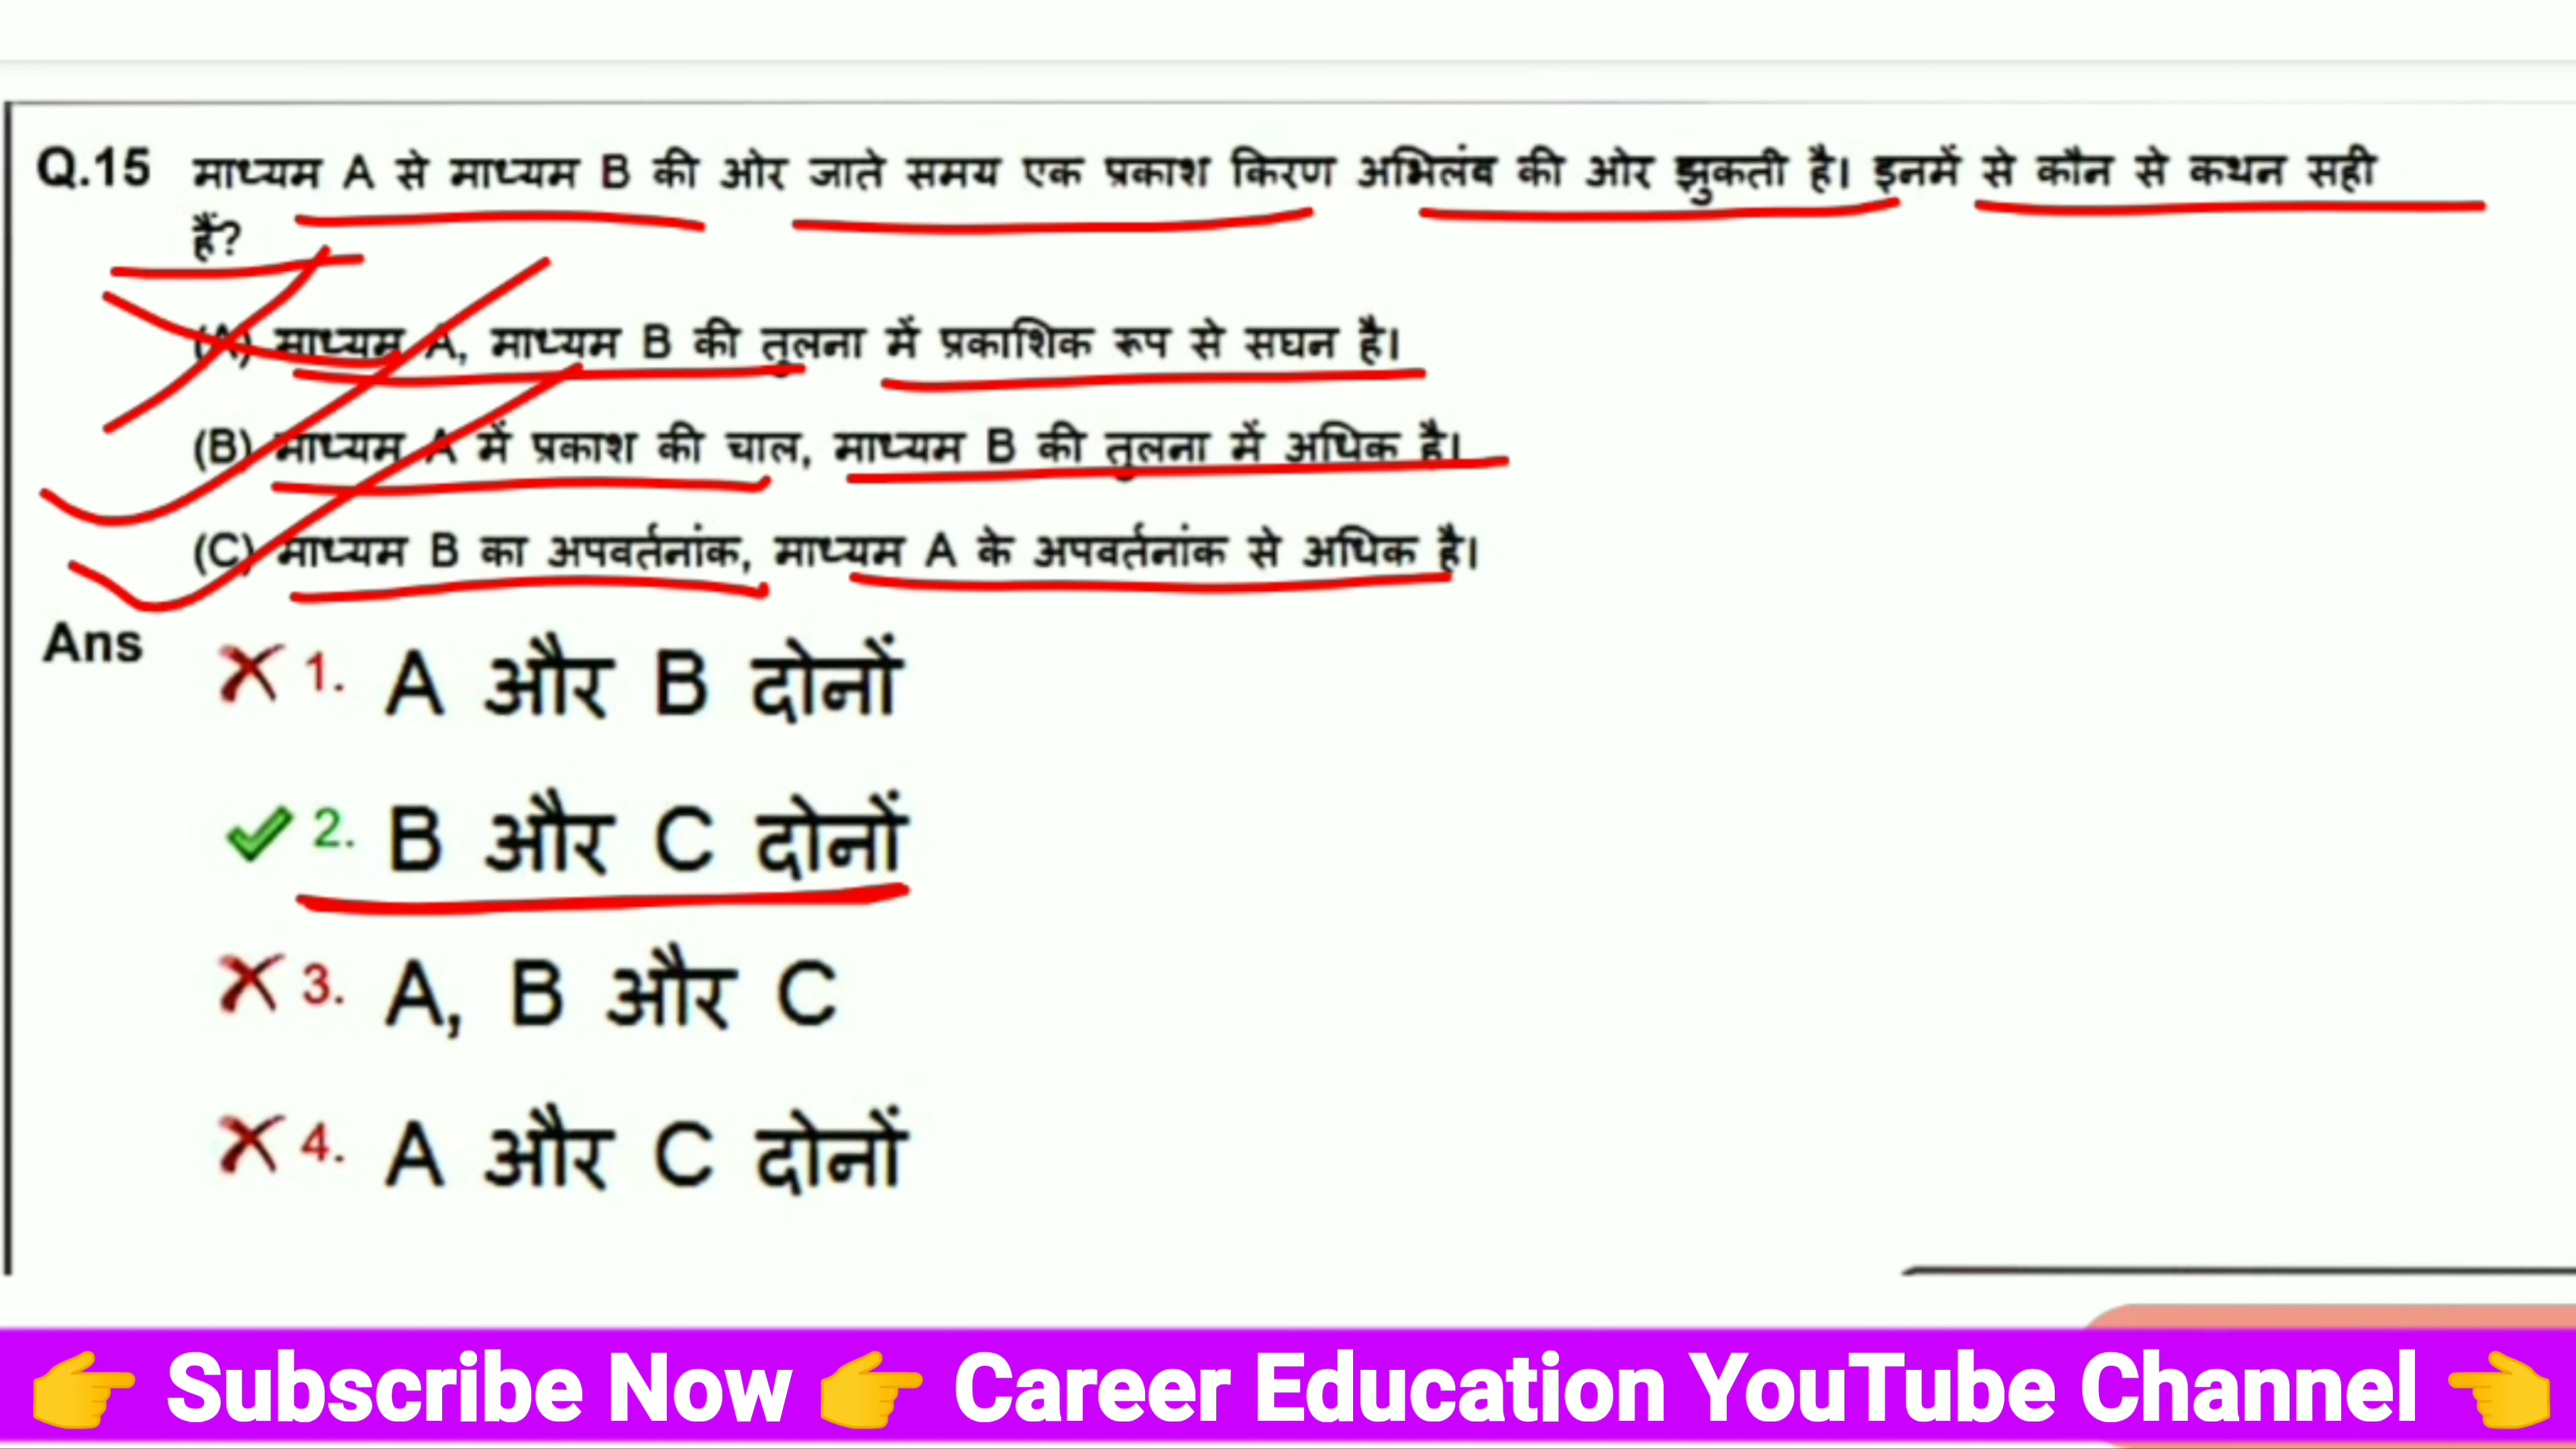 Q.15 माध्यम A से माध्यम B की ओर जाते समय एक प्रकाश किरण अभिलंब की ओर झुकती है। इनमें से कौन से कथन सही
हैं?
(A) माध्यम A, माध्यम B की तुलना में प्रकाशिक रूप से सघन है।
(B) माध्यम A में प्रकाश की चाल, माध्यम B की तुलना में अधिक है।
(C) माध्यम B का अपवर्तनांक, माध्यम A के अपवर्तनांक से अधिक है।
Ans 1. A और B दोनों
2. B और C दोनों
3. A, B और C
4. A और C दोनों
👉 Subscribe Now 👉 Career Education YouTube Channel 👈